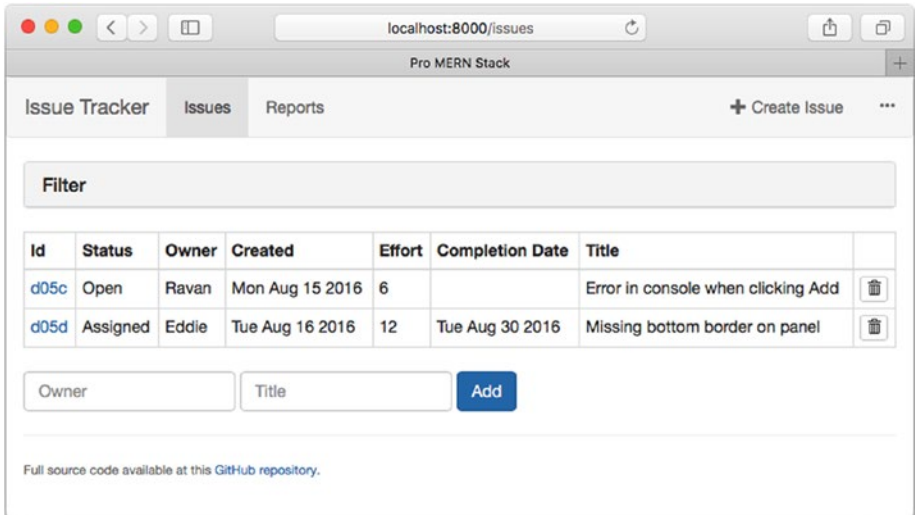 localhost:8000/issues
Pro MERN Stack
Issue Tracker Issues Reports + Create Issue ...
Filter
Id Status Owner Created Effort Completion Date Title
d05c Open Ravan Mon Aug 15 2016 6 Error in console when clicking Add
d05d Assigned Eddie Tue Aug 16 2016 12 Tue Aug 30 2016 Missing bottom border on panel
Owner Title Add
Full source code available at this GitHub repository.